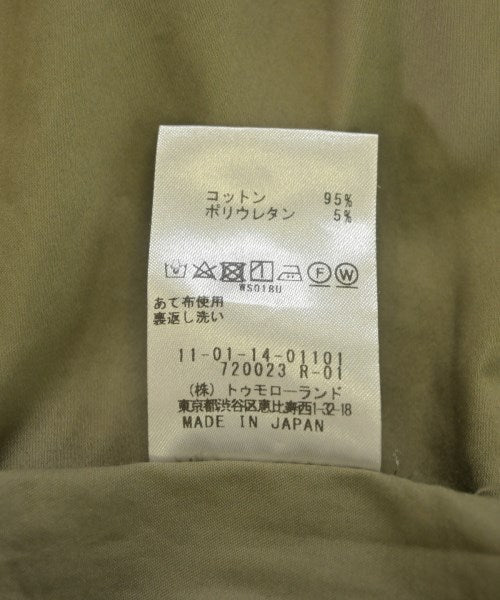 コットン 95%
ポリウレタン 5%
F W
WS018U
あて布使用
裏返し洗い
11-01-14-01101
720023 R-01
(株) トゥモローランド
東京都渋谷区恵比寿西1-32-18
MADE IN JAPAN